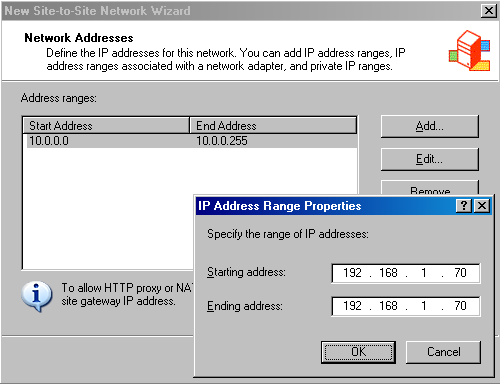 New Site-to-Site Network Wizard
Network Addresses
Define the IP addresses for this network. You can add IP address ranges, IP
address ranges associated with a network adapter, and private IP ranges.
Address ranges:
Start Address End Address
10.0.0.0 10.0.0.255
Add...
Edit...
Remove
IP Address Range Properties
Specify the range of IP addresses:
Starting address: 192 . 168 . 1 . 70
Ending address: 192 . 168 . 1 . 70
OK Cancel
To allow HTTP proxy or NA
site gateway IP address.